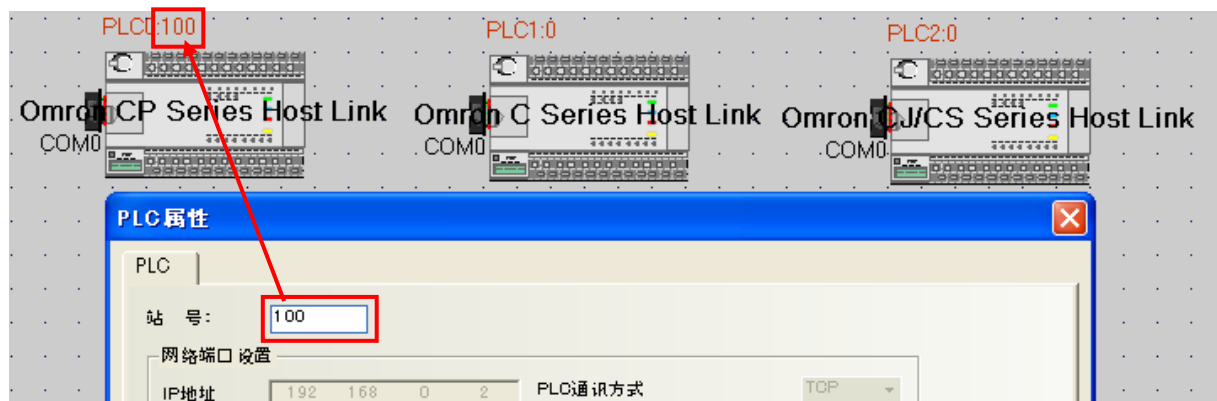 PLC0:100
PLC1:0
PLC2:0
Omron CP Series Host Link
Omron C Series Host Link
Omron CJ/CS Series Host Link
COM0
COM0
COM0
PLC属性
PLC
站 号: 100
网络端口设置
IP地址 192 168 0 2 PLC通讯方式 TCP